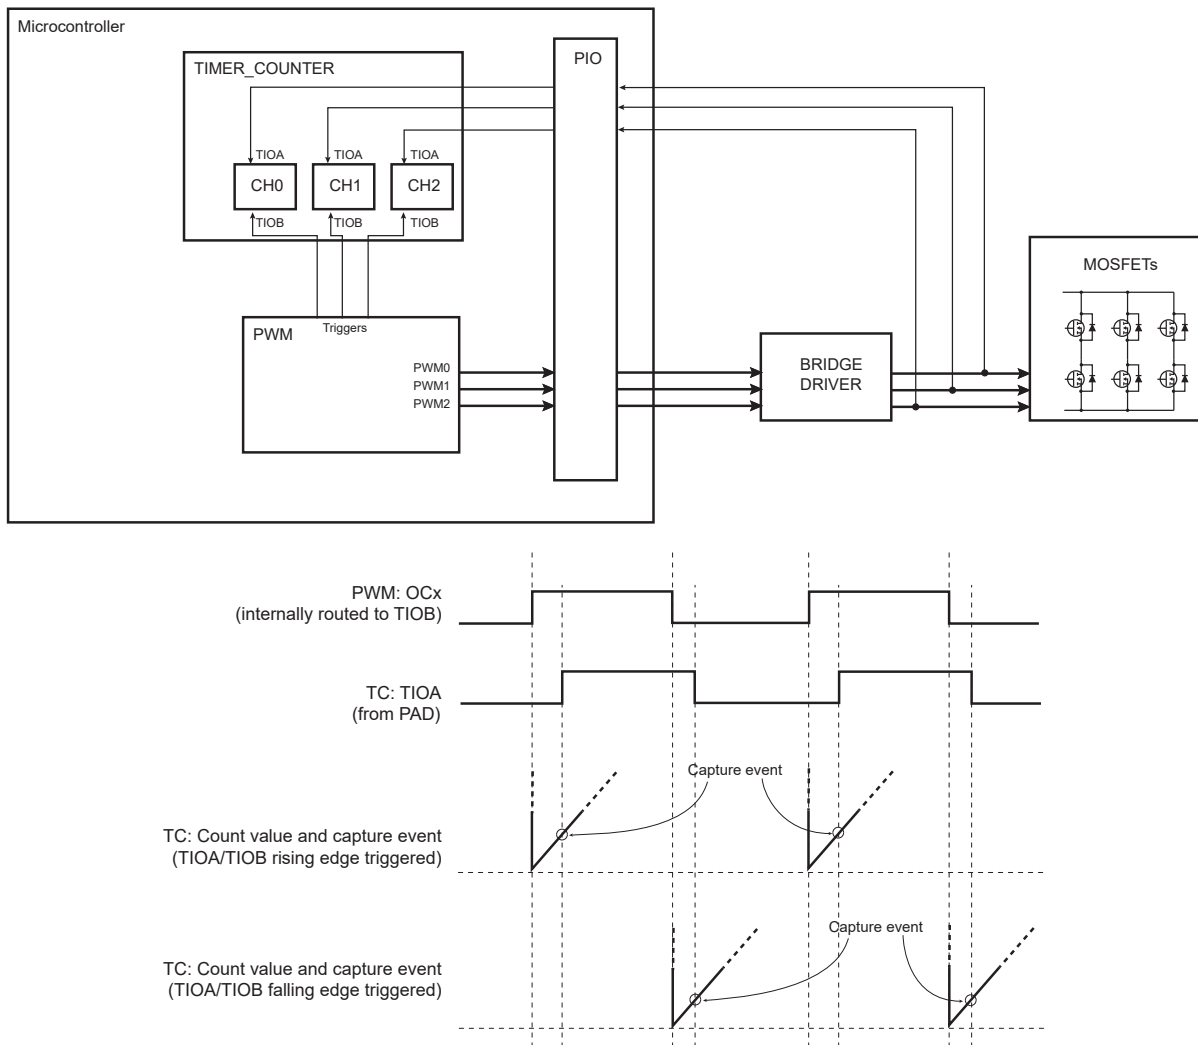 Microcontroller
PIO
TIMER_COUNTER
TIOA
TIOA
TIOA
CH0
CH1
CH2
TIOB
TIOB
TIOB
MOSFETs
Triggers
PWM
PWM0
PWM1
PWM2
BRIDGE
DRIVER
PWM: OCx
(internally routed to TIOB)
TC: TIOA
(from PAD)
Capture event
TC: Count value and capture event
(TIOA/TIOB rising edge triggered)
Capture event
TC: Count value and capture event
(TIOA/TIOB falling edge triggered)